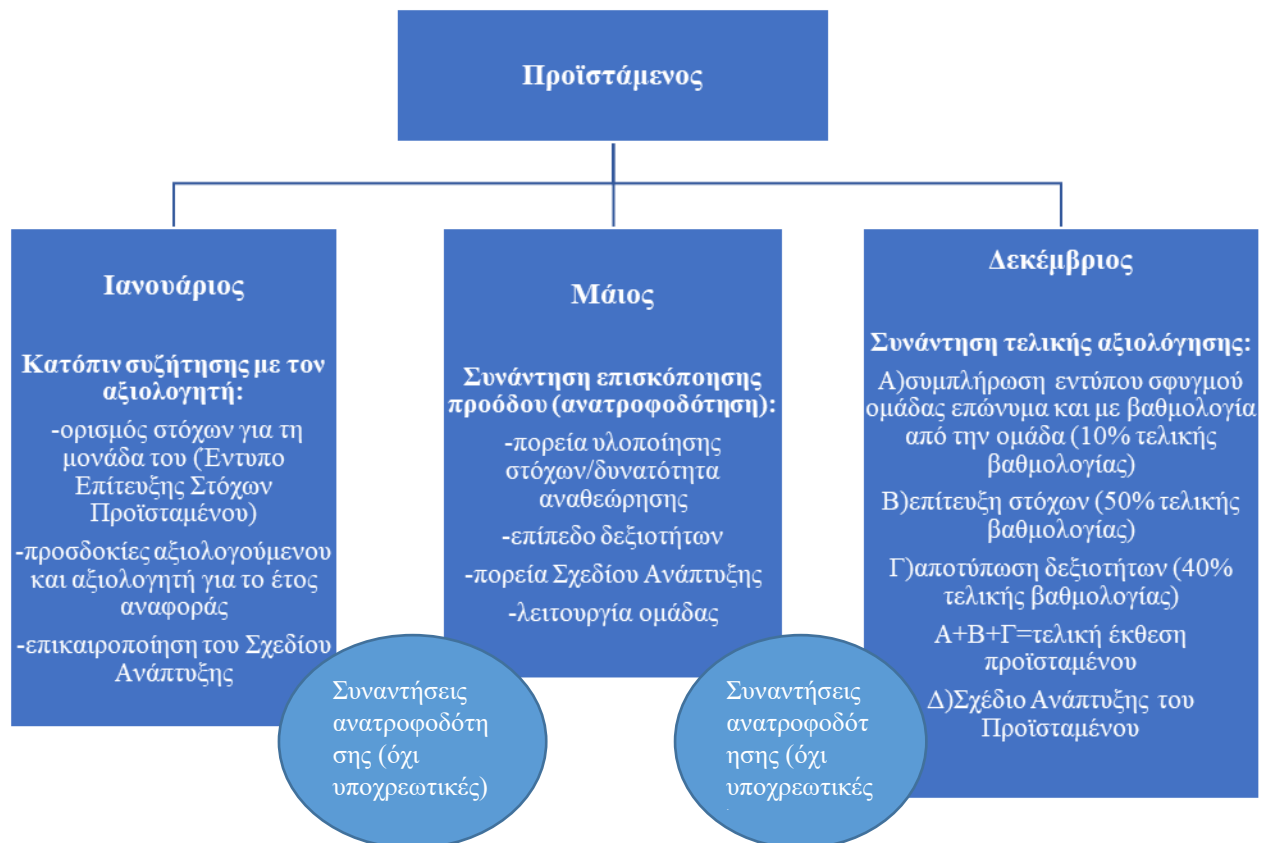 Προϊστάμενος
Ιανουάριος
Κατόπιν συζήτησης με τον
αξιολογητή:
-ορισμός στόχων για τη
μονάδα του (Έντυπο
Επίτευξης Στόχων
Προϊσταμένου)
-προσδοκίες αξιολογούμενου
και αξιολογητή για το έτος
αναφοράς
-επικαιροποίηση του Σχεδίου
Ανάπτυξης
Συναντήσεις
ανατροφοδότη
σης (όχι
υποχρεωτικές)
Μάιος
Συνάντηση επισκόποησης
προόδου (ανατροφοδότηση):
-πορεία υλοποίησης
στόχων/δυνατότητα
αναθεώρησης
-επίπεδο δεξιοτήτων
-πορεία Σχεδίου Ανάπτυξης
-λειτουργία ομάδας
Συναντήσεις
ανατροφοδότ
ησης (όχι
υποχρεωτικές
Δεκέμβριος
Συνάντηση τελικής αξιολόγησης:
Α)συμπλήρωση εντύπου σφυγμού
ομάδας επώνυμα και με βαθμολογία
από την ομάδα (10% τελικής
βαθμολογίας)
Β)επίτευξη στόχων (50% τελικής
βαθμολογίας)
Γ)αποτύπωση δεξιοτήτων (40%
τελικής βαθμολογίας)
Α+Β+Γ=τελική έκθεση
προϊσταμένου
Δ)Σχέδιο Ανάπτυξης του
Προϊσταμένου